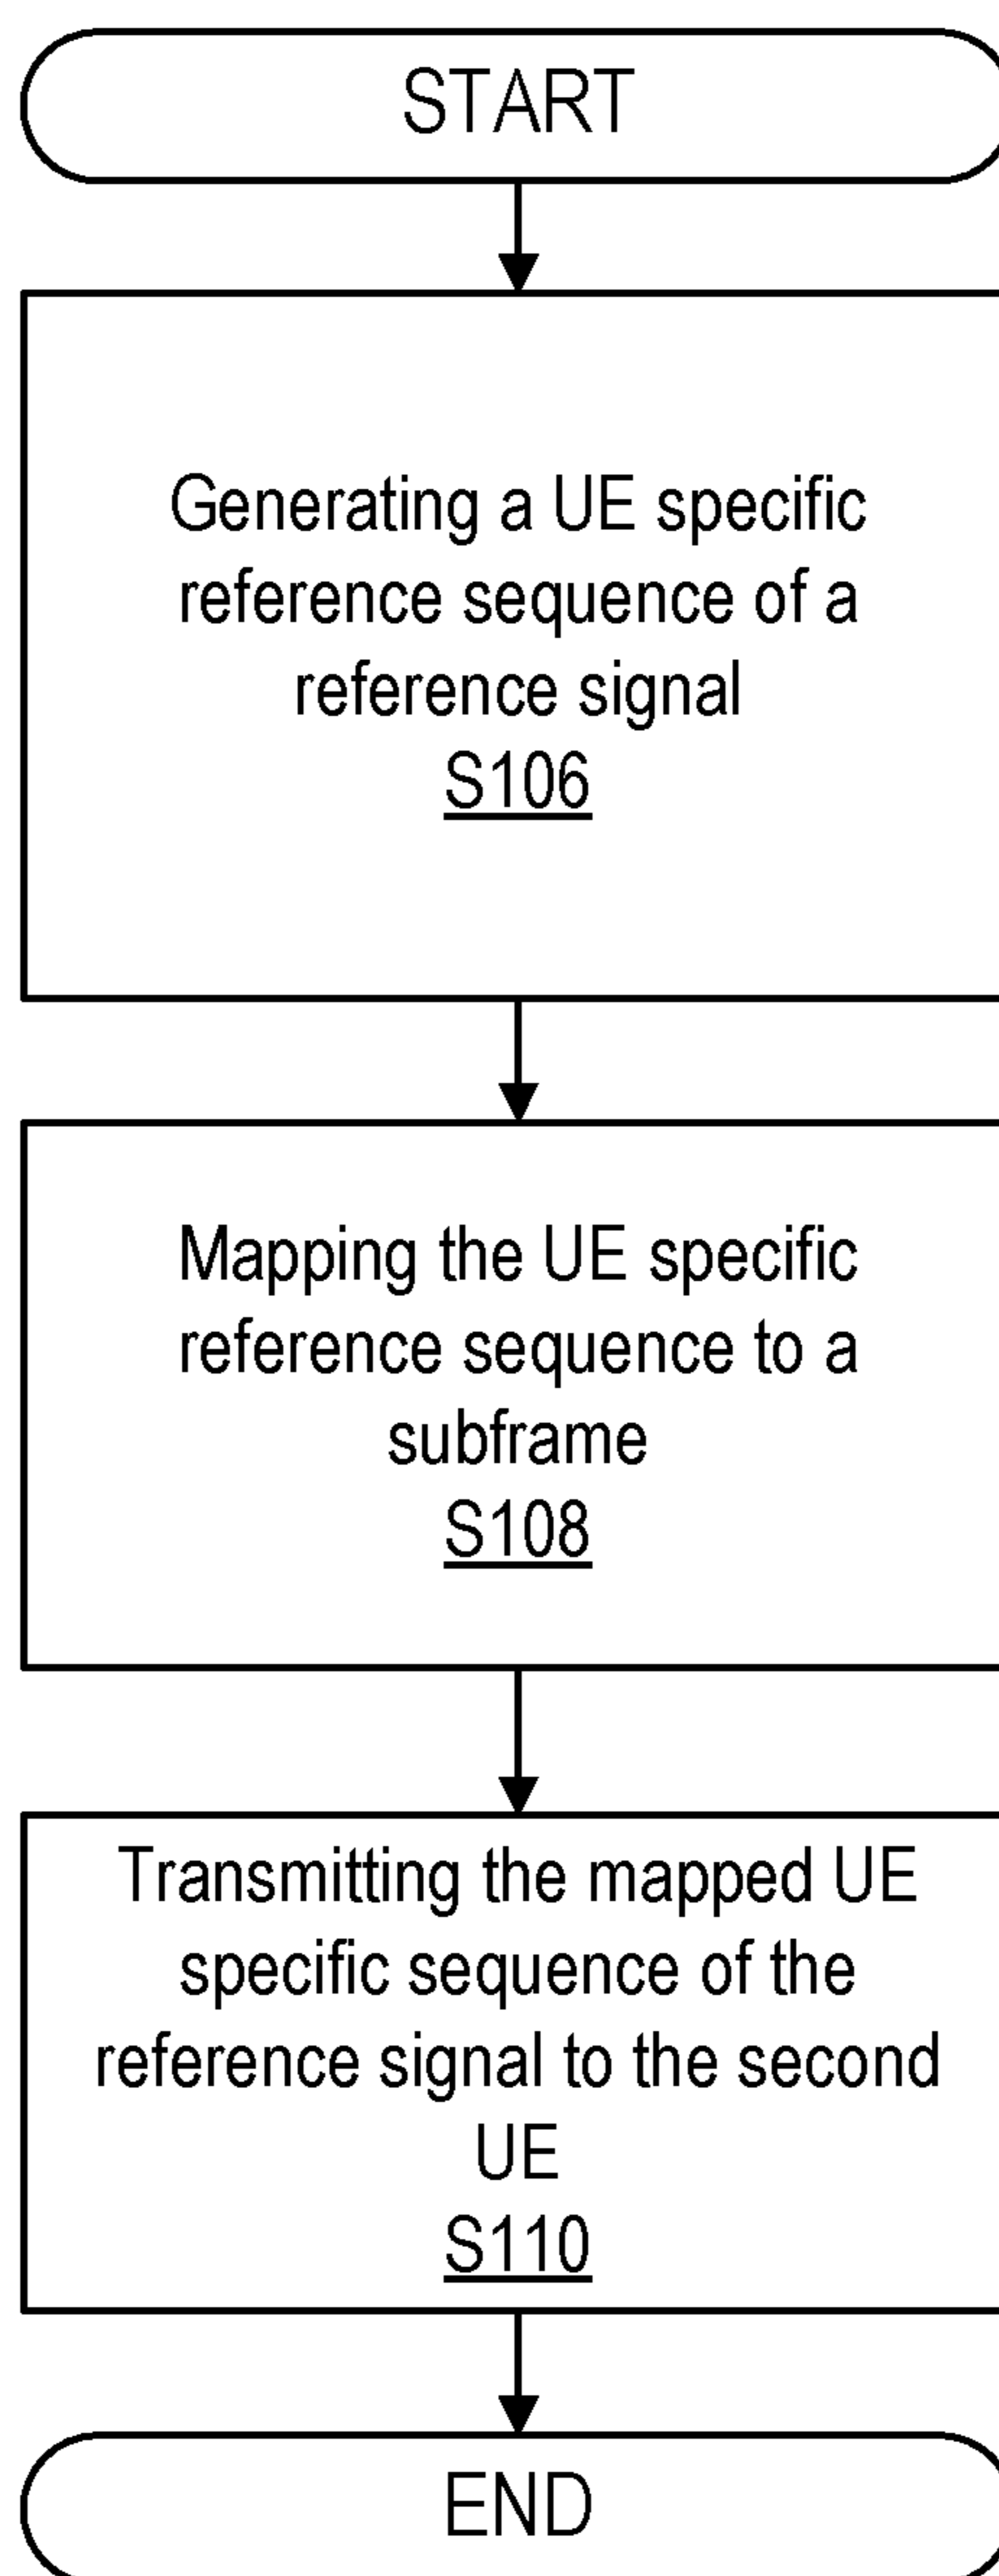 START
Generating a UE specific
reference sequence of a
reference signal
S106
Mapping the UE specific
reference sequence to a
subframe
S108
Transmitting the mapped UE
specific sequence of the
reference signal to the second
UE
S110
END